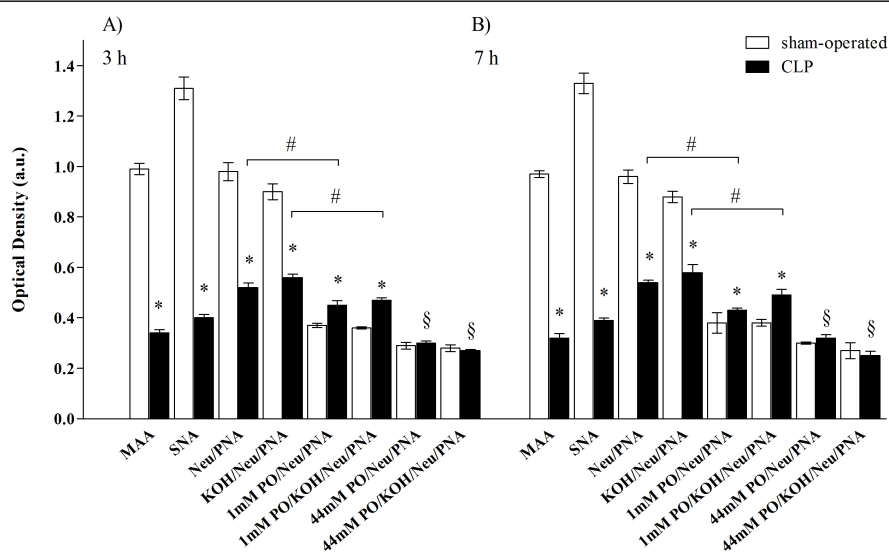 A)
3 h
B)
7 h
sham-operated
CLP
Optical Density (a.u.)
1.4
1.2
1.0
0.8
0.6
0.4
0.2
0.0
#
#
* * * * * * § §
#
#
* * * * * * § §
MAA
SNA
Neu/PNA
KOH/Neu/PNA
1mM PO/Neu/PNA
1mM PO/KOH/Neu/PNA
44mM PO/Neu/PNA
44mM PO/KOH/Neu/PNA
MAA
SNA
Neu/PNA
KOH/Neu/PNA
1mM PO/Neu/PNA
1mM PO/KOH/Neu/PNA
44mM PO/Neu/PNA
44mM PO/KOH/Neu/PNA